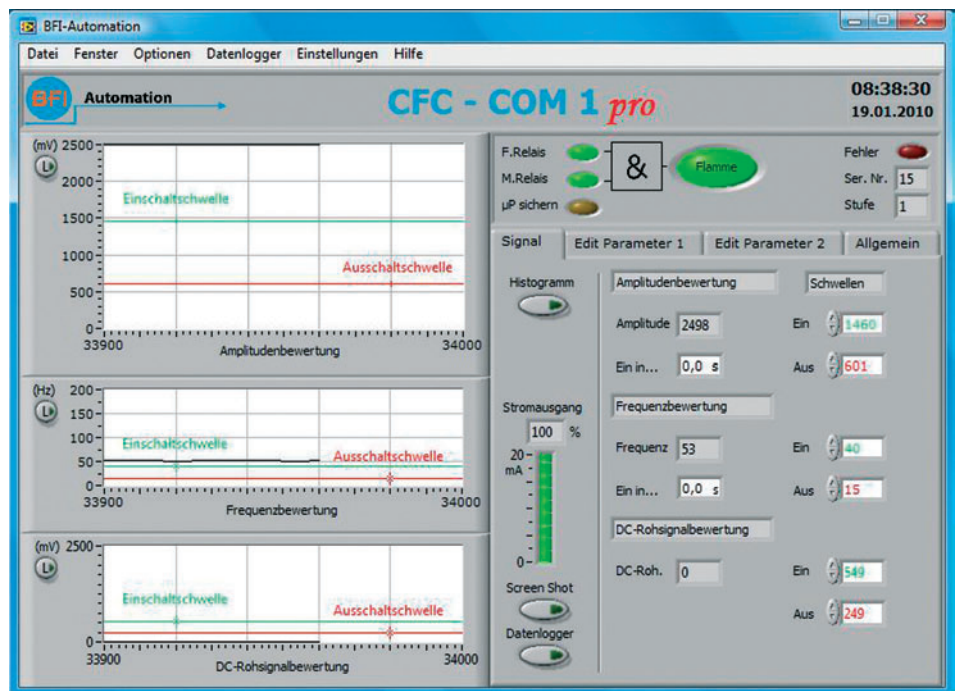 BFI-Automation
Datei Fenster Optionen Datenlogger Einstellungen Hilfe
BFI Automation
CFC - COM 1 pro
08:38:30
19.01.2010
(mV) 2500
2000
1500
1000
500
0
Einschaltschwelle
Ausschaltschwelle
33900 34000
Amplitudenbewertung
(Hz) 200
150
100
50
0
Einschaltschwelle
Ausschaltschwelle
33900 34000
Frequenzbewertung
(mV) 2500
0
Einschaltschwelle
Ausschaltschwelle
33900 34000
DC-Rohsignalbewertung
F.Relais
M.Relais
µP sichern
&
Flamme
Fehler
Ser. Nr. 15
Stufe 1
Signal Edit Parameter 1 Edit Parameter 2 Allgemein
Histogramm
Stromausgang
100 %
20
mA
0
Screen Shot
Datenlogger
Amplitudenbewertung Schwellen
Amplitude 2498 Ein 1460
Ein in... 0,0 s Aus 601
Frequenzbewertung
Frequenz 53 Ein 40
Ein in... 0,0 s Aus 15
DC-Rohsignalbewertung
DC-Roh. 0 Ein 549
Aus 249